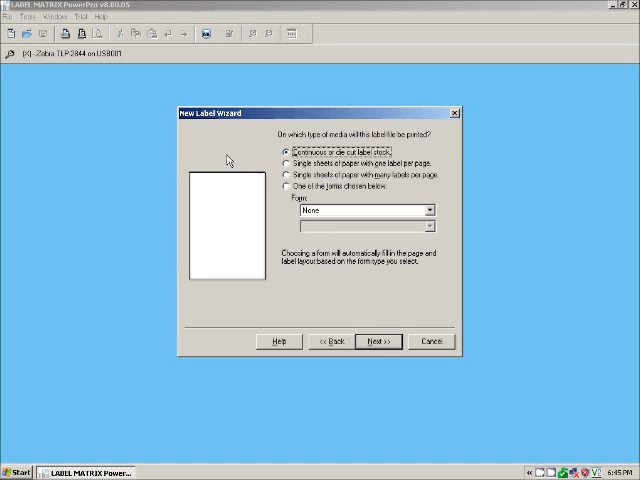 LABEL MATRIX PowerPro v8.00.05
File Tools Window Trial Help
(X) -Zebra TLP-2844 on USB001
New Label Wizard
On which type of media will this label file be printed?
Continuous or die cut label stock.
Single sheets of paper with one label per page.
Single sheets of paper with many labels per page.
One of the forms chosen below.
Form:
None
Choosing a form will automatically fill in the page and
label layout based on the form type you select.
Help << Back Next >> Cancel
Start LABEL MATRIX Power... « V2 6:45 PM